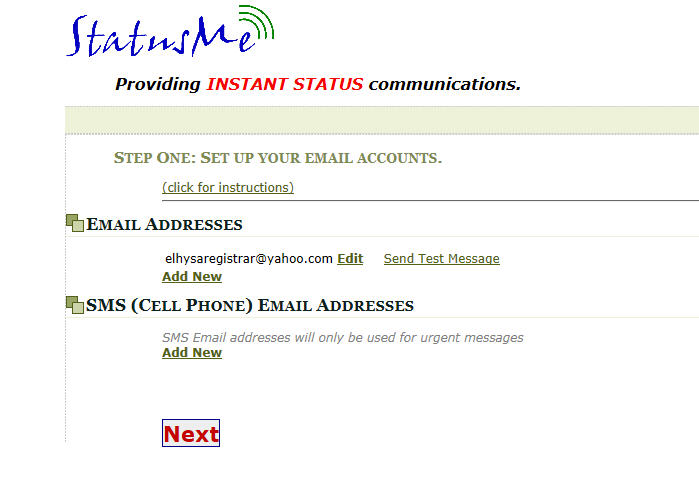 StatusMe
Providing INSTANT STATUS communications.
STEP ONE: SET UP YOUR EMAIL ACCOUNTS.
(click for instructions)
EMAIL ADDRESSES
elhysaregistrar@yahoo.com Edit Send Test Message
Add New
SMS (CELL PHONE) EMAIL ADDRESSES
SMS Email addresses will only be used for urgent messages
Add New
Next